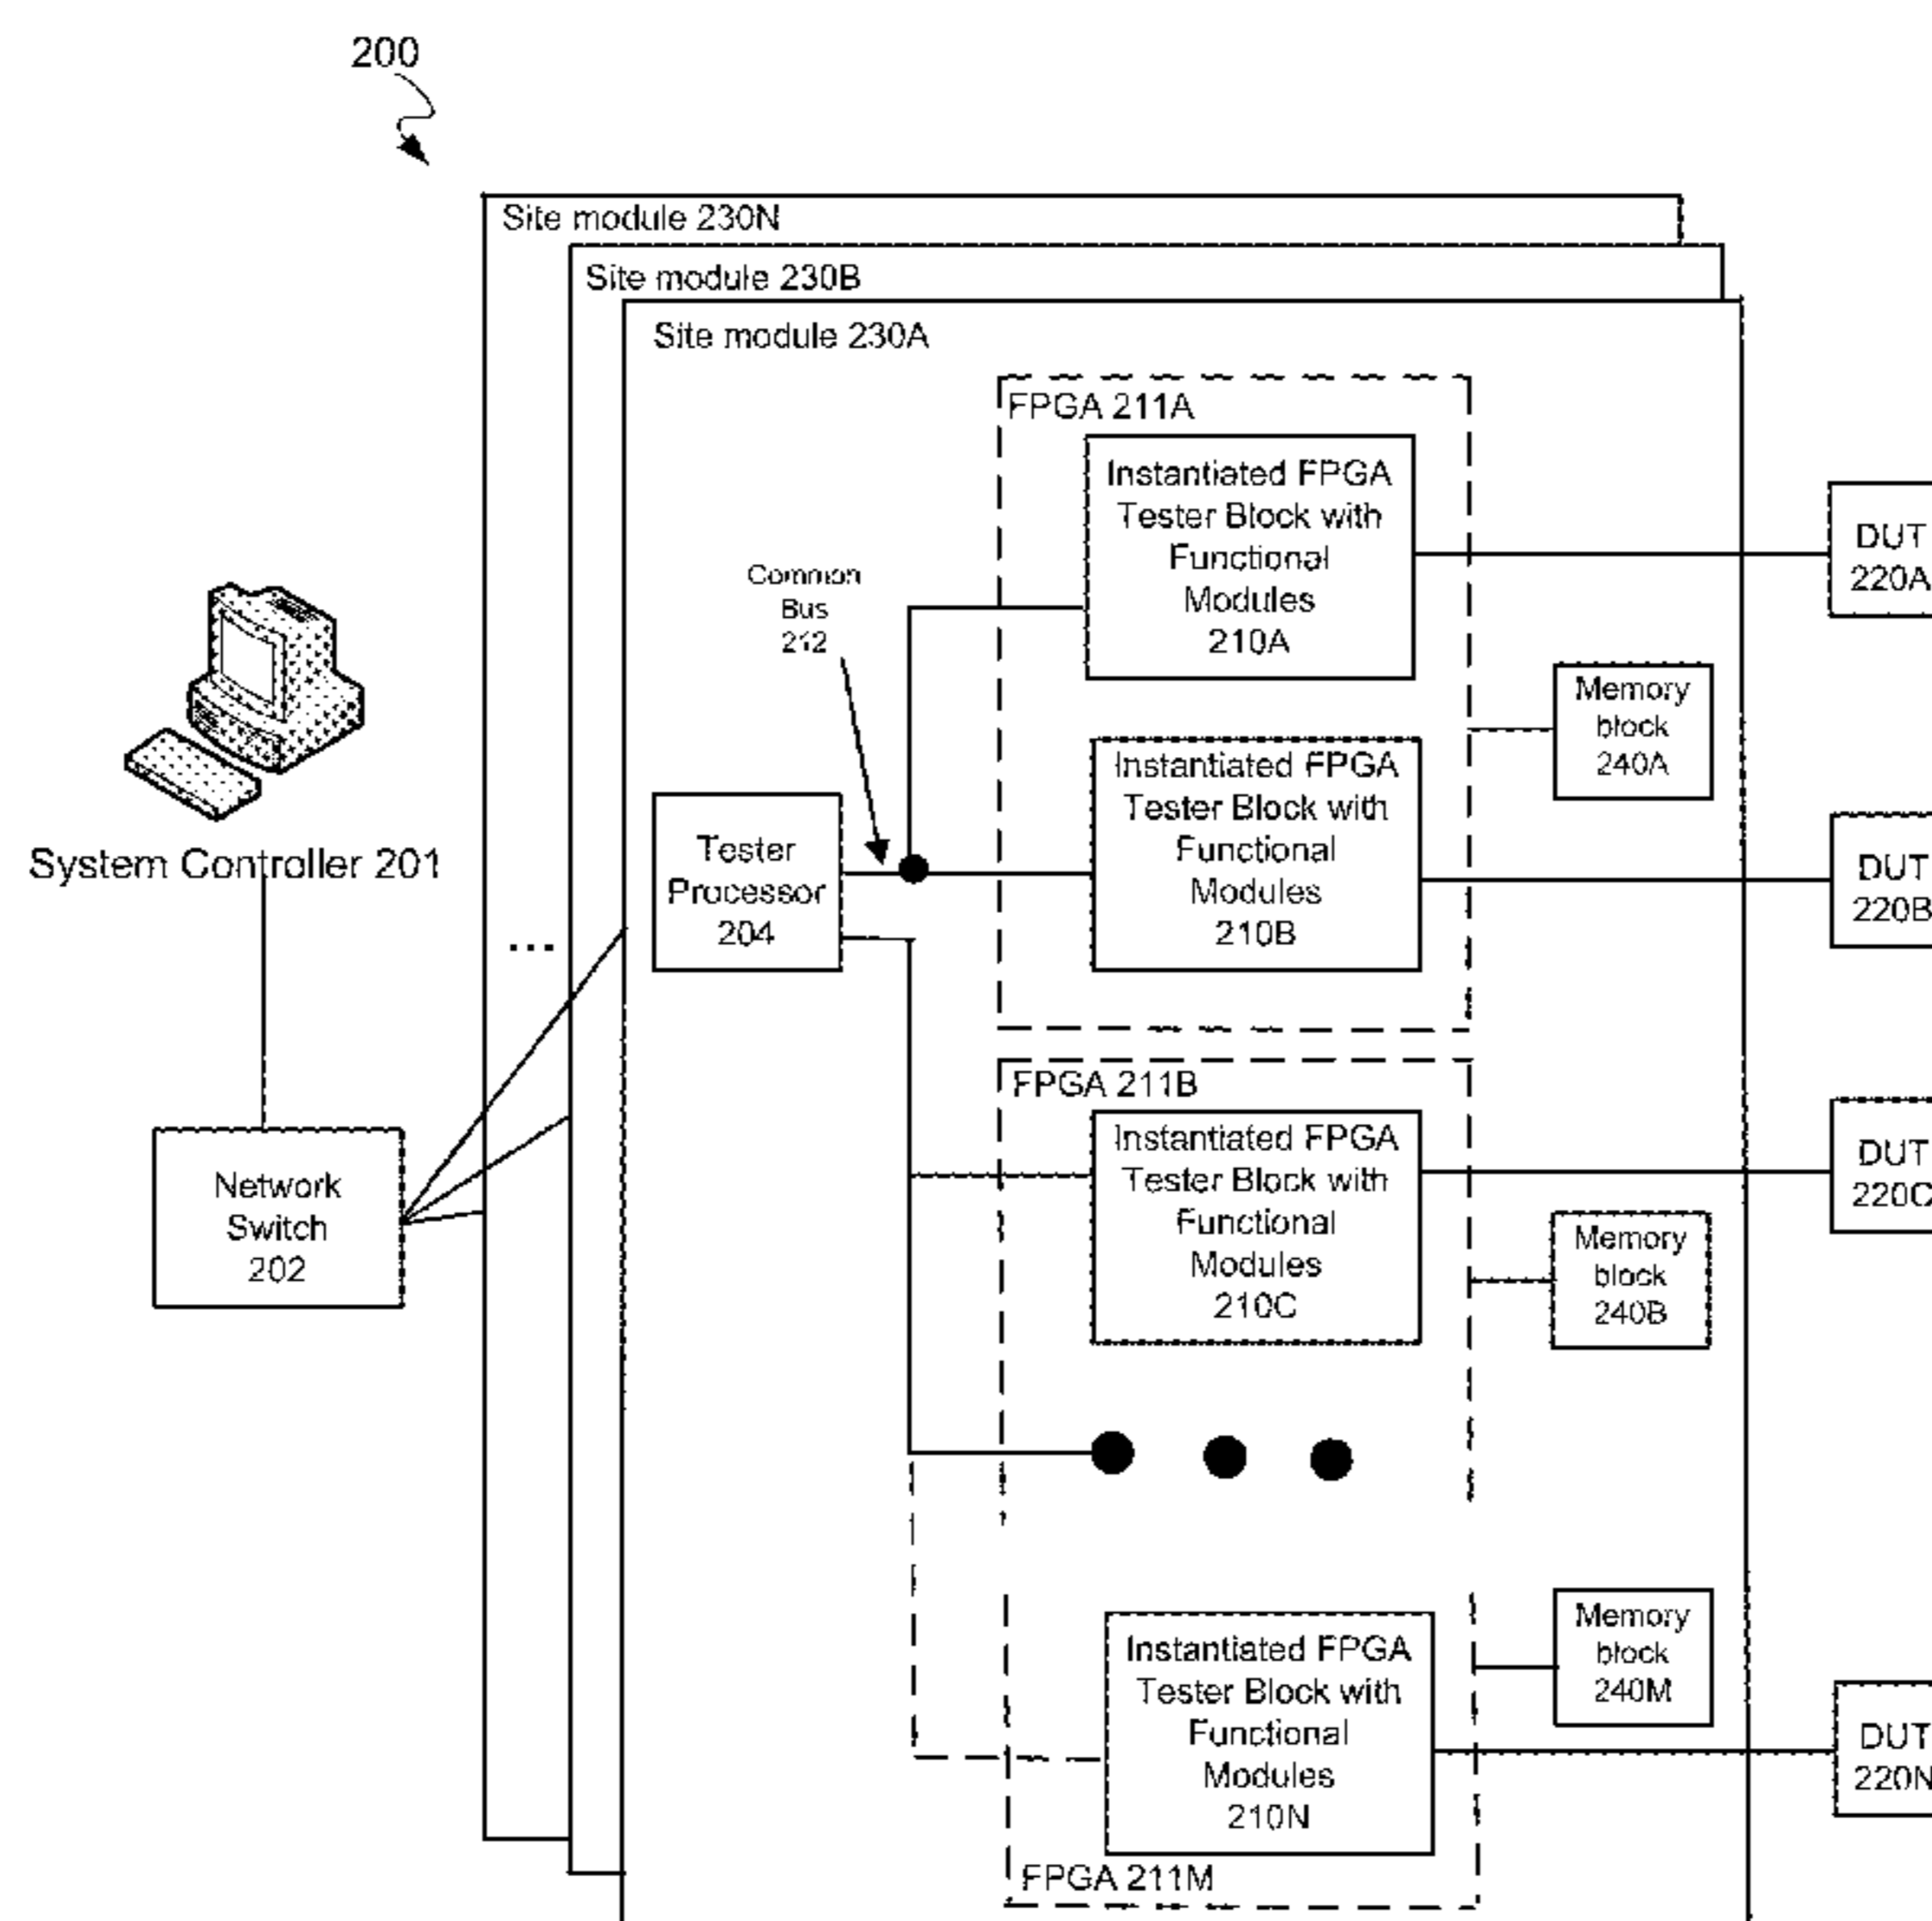 200
Site module 230N
Site module 230B
Site module 230A
FPGA 211A
Instantiated FPGA
Tester Block with
Functional
Modules
210A
DUT
220A
Common
Bus
212
Memory
block
240A
Instantiated FPGA
Tester Block with
Functional
Modules
210B
DUT
220B
Tester
Processor
204
System Controller 201
...
FPGA 211B
Instantiated FPGA
Tester Block with
Functional
Modules
210C
DUT
220C
Network
Switch
202
Memory
block
240B
Memory
block
240M
Instantiated FPGA
Tester Block with
Functional
Modules
210N
DUT
220N
FPGA 211M